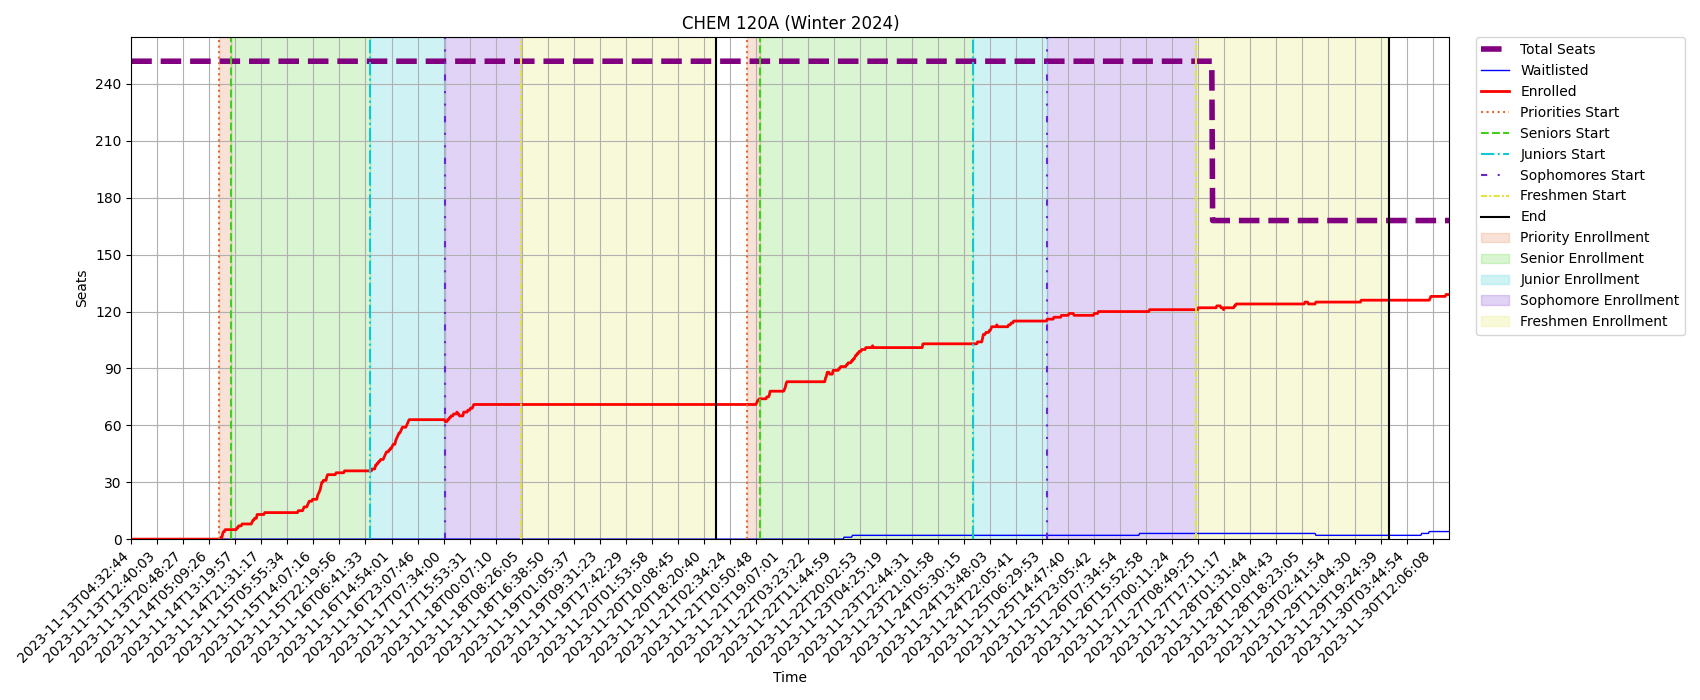 CHEM 120A (Winter 2024)
Total Seats
Waitlisted
Enrolled
Priorities Start
Seniors Start
Juniors Start
Sophomores Start
Freshmen Start
End
Priority Enrollment
Senior Enrollment
Junior Enrollment
Sophomore Enrollment
Freshmen Enrollment
Seats
240
210
180
150
120
90
60
30
0
2023-11-13T04:32:44
2023-11-13T12:40:03
2023-11-13T20:48:27
2023-11-14T05:09:26
2023-11-14T13:19:57
2023-11-14T21:31:17
2023-11-15T05:55:34
2023-11-15T14:07:16
2023-11-15T22:19:56
2023-11-16T06:41:33
2023-11-16T14:54:01
2023-11-16T23:07:46
2023-11-17T07:34:00
2023-11-17T15:53:31
2023-11-18T00:07:10
2023-11-18T08:26:05
2023-11-18T16:38:50
2023-11-19T01:05:37
2023-11-19T09:31:23
2023-11-19T17:42:29
2023-11-20T01:53:58
2023-11-20T10:08:45
2023-11-20T18:20:40
2023-11-21T02:34:24
2023-11-21T10:50:48
2023-11-21T19:07:01
2023-11-22T03:23:22
2023-11-22T11:44:59
2023-11-22T20:02:53
2023-11-23T04:25:19
2023-11-23T12:44:31
2023-11-23T21:01:58
2023-11-24T05:30:15
2023-11-24T13:48:03
2023-11-24T22:05:41
2023-11-25T06:29:53
2023-11-25T14:47:40
2023-11-25T23:05:42
2023-11-26T07:34:54
2023-11-26T15:52:58
2023-11-27T00:11:24
2023-11-27T08:49:25
2023-11-27T17:11:17
2023-11-28T01:31:44
2023-11-28T10:04:43
2023-11-28T18:23:05
2023-11-29T02:41:54
2023-11-29T11:04:30
2023-11-29T19:24:39
2023-11-30T03:44:54
2023-11-30T12:06:08
Time